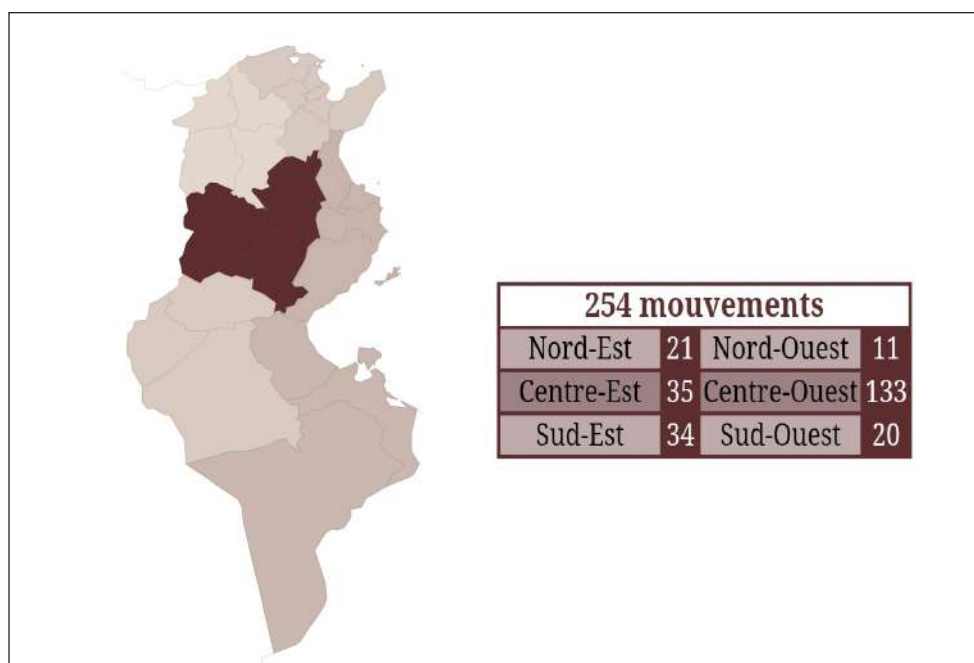 254 mouvements
Nord-Est 21 Nord-Ouest 11
Centre-Est 35 Centre-Ouest 133
Sud-Est 34 Sud-Ouest 20